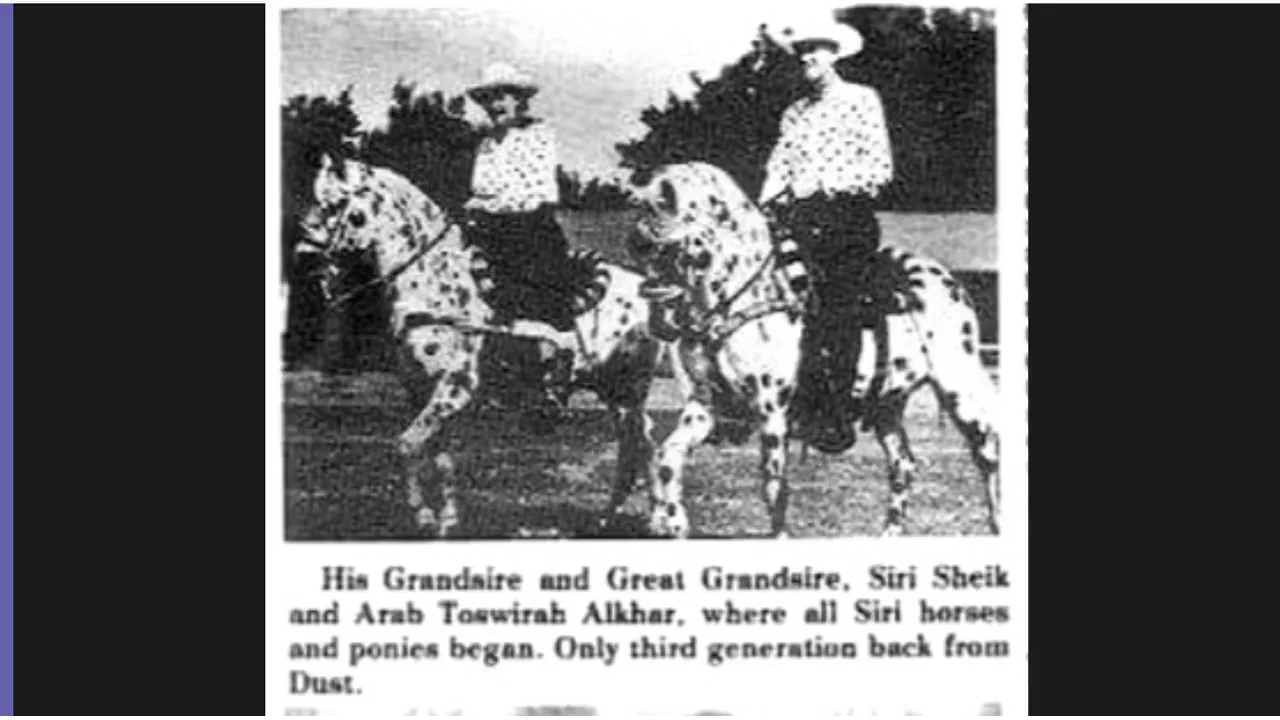 His Grandsire and Great Grandsire, Siri Sheik
and Arab Toswirah Alkhar, where all Siri horses
and ponies began. Only third generation back from
Dust.